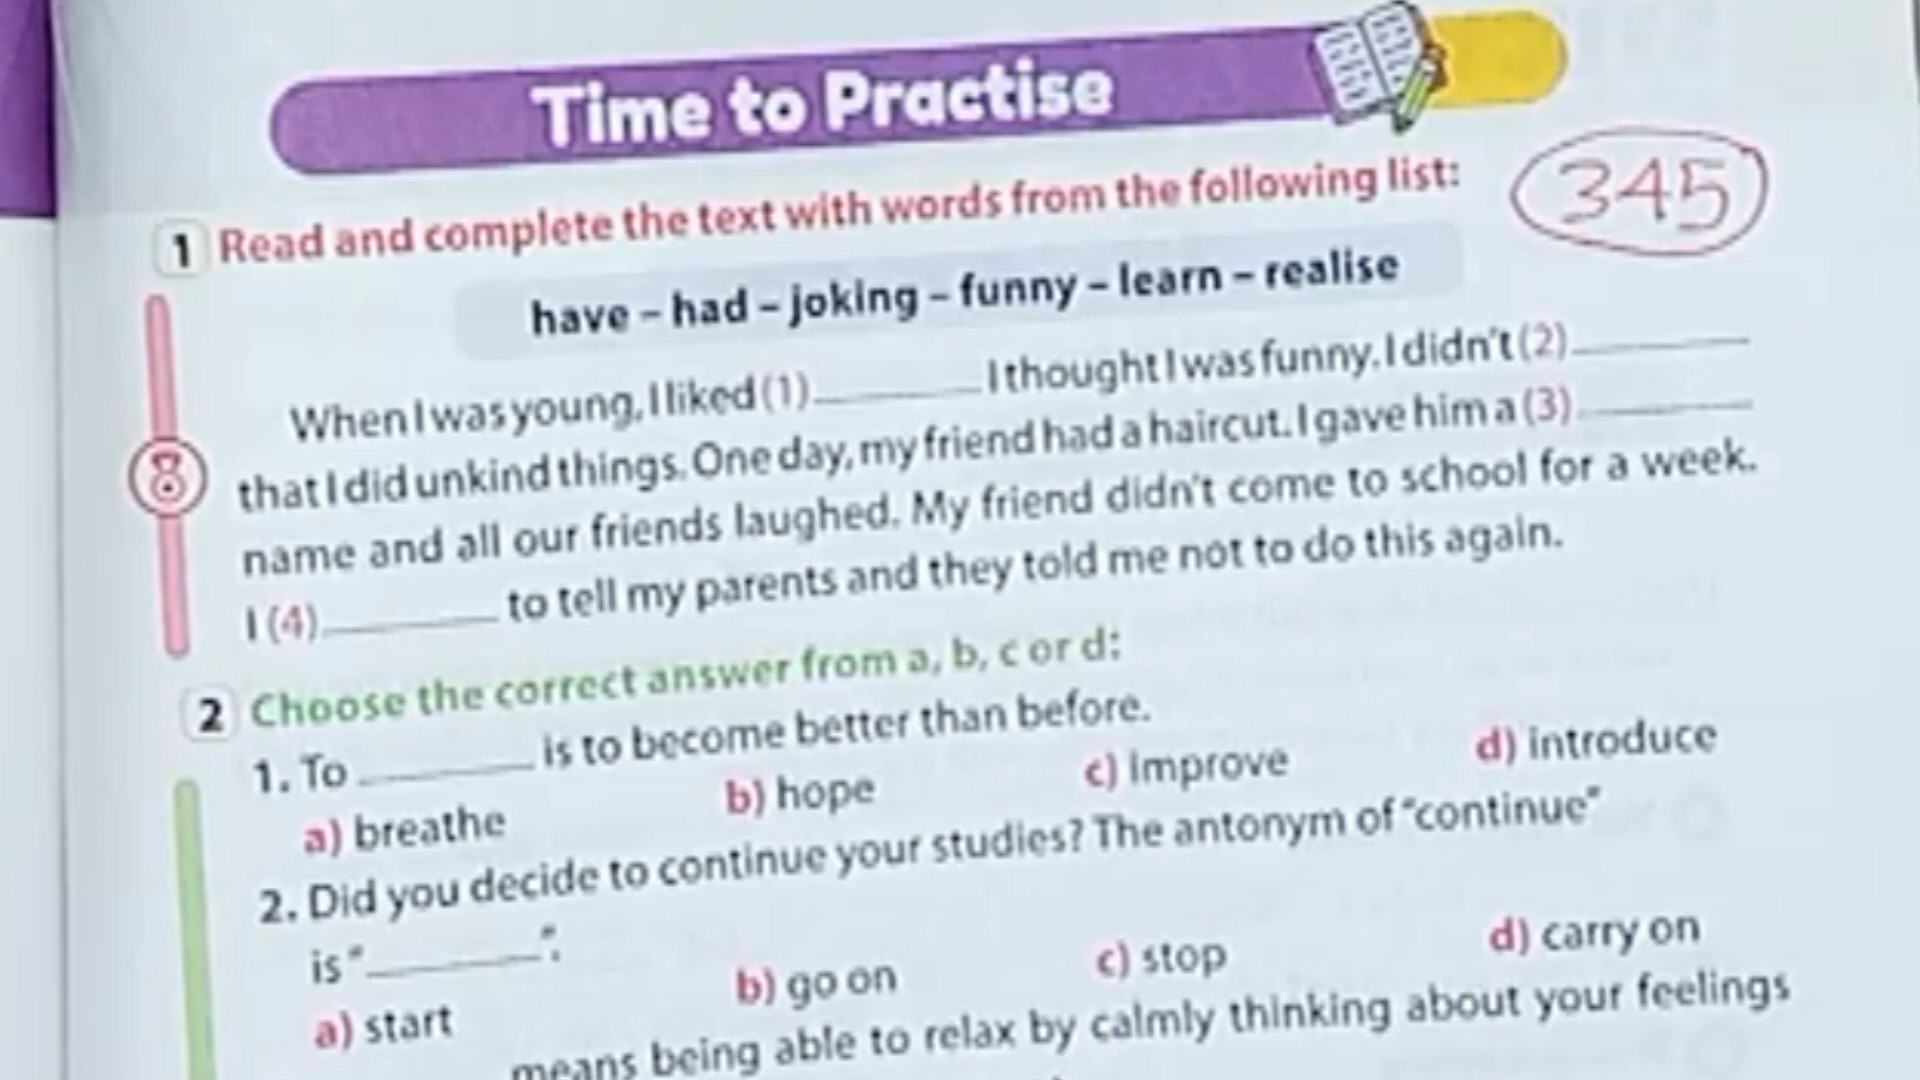 Time to Practise
1 Read and complete the text with words from the following list:
345
have – had – joking – funny – learn – realise
When I was young, I liked (1) ________ I thought I was funny. I didn't (2) ________
that I did unkind things. One day, my friend had a haircut. I gave him a (3) ________
name and all our friends laughed. My friend didn't come to school for a week.
I (4) ________ to tell my parents and they told me not to do this again.
2 Choose the correct answer from a, b, c or d:
1. To ________ is to become better than before.
a) breathe b) hope c) improve d) introduce
2. Did you decide to continue your studies? The antonym of "continue"
is "________".
a) start b) go on c) stop d) carry on
means being able to relax by calmly thinking about your feelings